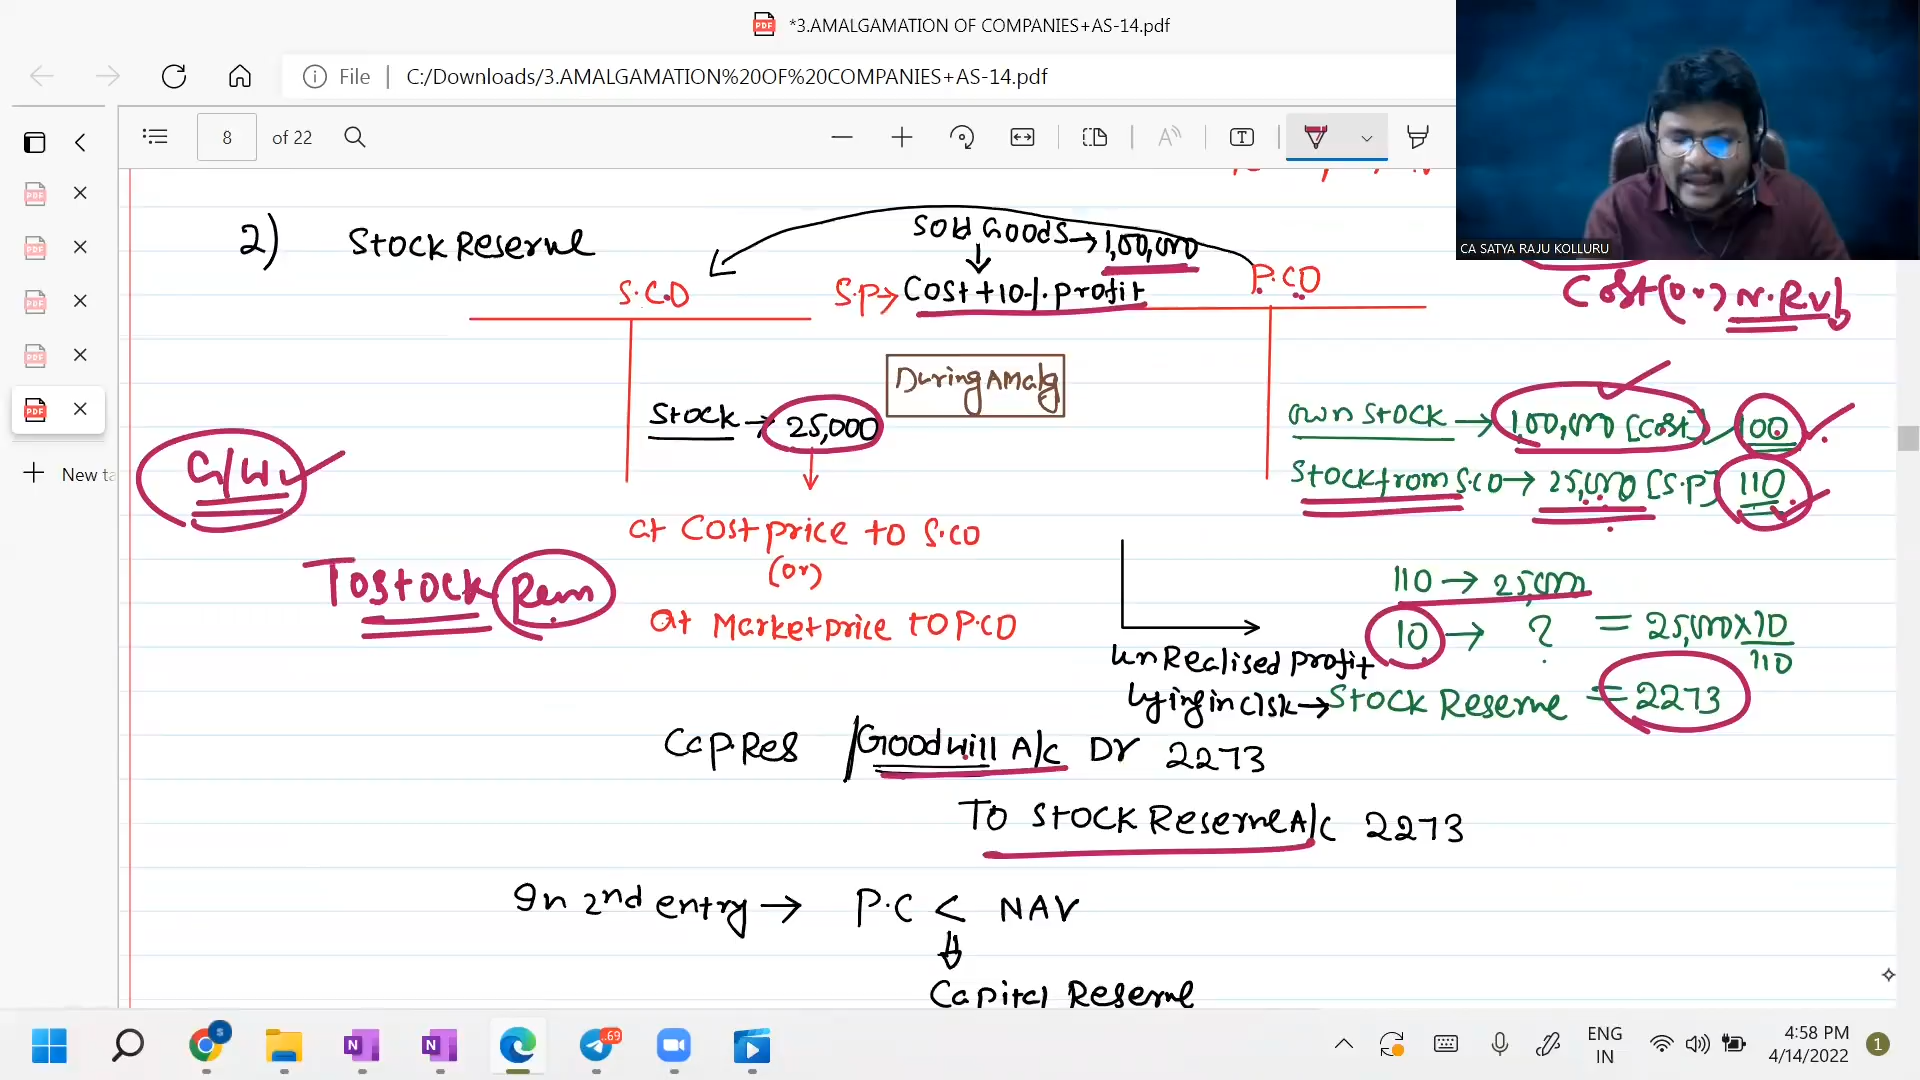 *3.AMALGAMATION OF COMPANIES+AS-14.pdf
File | C:/Downloads/3.AMALGAMATION%20OF%20COMPANIES+AS-14.pdf
8 of 22
CA SATYA RAJU KOLLURU
New ta
2) Stock Reserve
Sold Goods → 1,00,000
S.CO S.P → Cost + 10% profit P.CO
Cost (or) N.R.V
During Amalg
Stock → 25,000
own stock → 1,00,000 [Cost] 100
Stock from S.CO → 25,000 [S.P] 110
G/W
at Cost price to S.CO
(or)
at Market price to P.CO
To Stock Rem
110 → 25,000
10 → ? = 25,000 x 10
110
unRealised profit
lying in clsk → Stock Reserve = 2273
Cap.Res / Goodwill A/c Dr 2273
To Stock Reserve A/c 2273
In 2nd entry → P.C < NAV
Capital Reserve
..69
ENG
IN
4:58 PM
4/14/2022
1